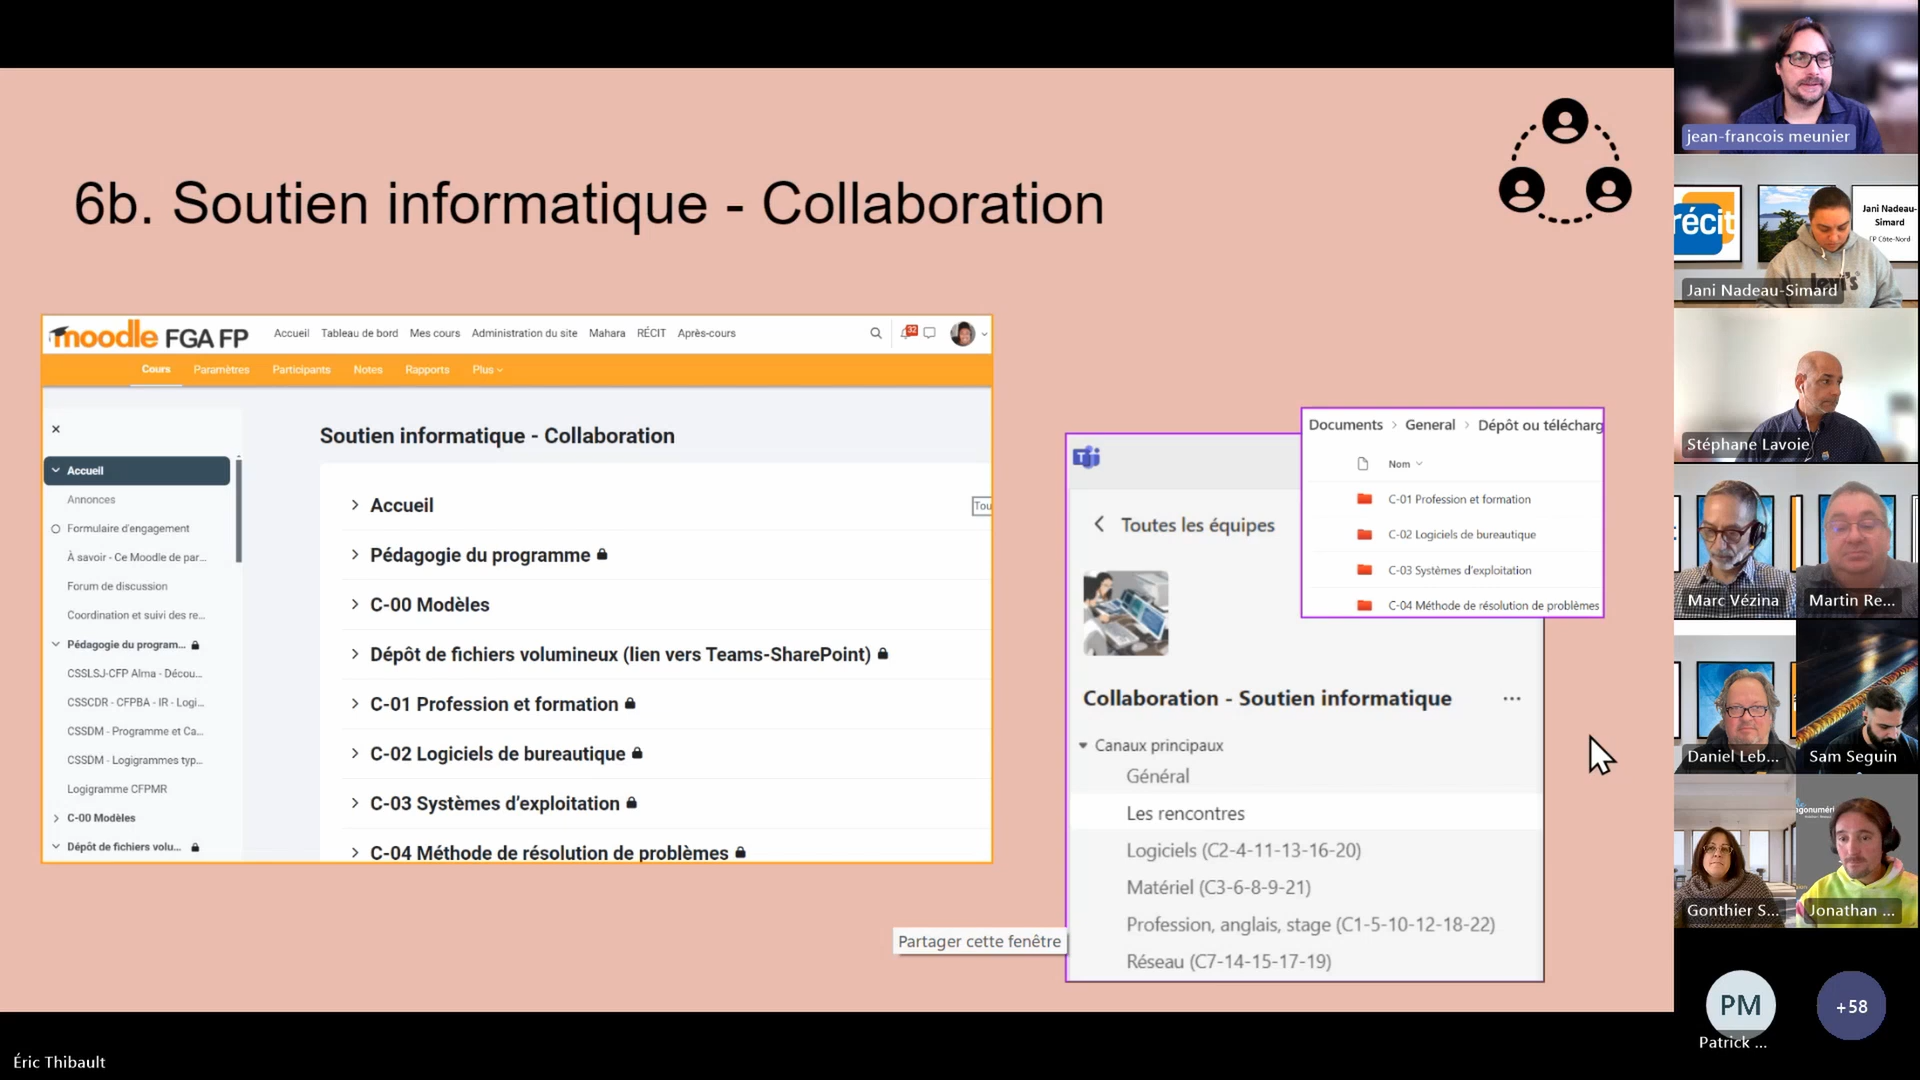 6b. Soutien informatique - Collaboration
moodle FGA FP
Accueil Tableau de bord Mes cours Administration du site Mahara RÉCIT Après-cours
32
Cours Paramètres Participants Notes Rapports Plus
Accueil
Annonces
Formulaire d'engagement
À savoir - Ce Moodle de par...
Forum de discussion
Coordination et suivi des re...
Pédagogie du program...
CSSLSJ-CFP Alma - Décou...
CSSCDR - CFPBA - IR - Logi...
CSSDM - Programme et Ca...
CSSDM - Logigrammes typ...
Logigramme CFPMR
C-00 Modèles
Dépôt de fichiers volu...
Soutien informatique - Collaboration
Accueil
Tou
Pédagogie du programme
C-00 Modèles
Dépôt de fichiers volumineux (lien vers Teams-SharePoint)
C-01 Profession et formation
C-02 Logiciels de bureautique
C-03 Systèmes d'exploitation
C-04 Méthode de résolution de problèmes
Toutes les équipes
Collaboration - Soutien informatique
Canaux principaux
Général
Les rencontres
Logiciels (C2-4-11-13-16-20)
Matériel (C3-6-8-9-21)
Profession, anglais, stage (C1-5-10-12-18-22)
Réseau (C7-14-15-17-19)
Documents > General > Dépôt ou télécharg
Nom
C-01 Profession et formation
C-02 Logiciels de bureautique
C-03 Systèmes d'exploitation
C-04 Méthode de résolution de problèmes
Partager cette fenêtre
Éric Thibault
jean-francois meunier
récit
Jani Nadeau-
Simard
FP Côte-Nord
levi's
Jani Nadeau-Simard
Stéphane Lavoie
Marc Vézina
Martin Re...
Daniel Leb...
Sam Seguin
Gonthier S...
Jonathan ...
PM
Patrick ...
+58